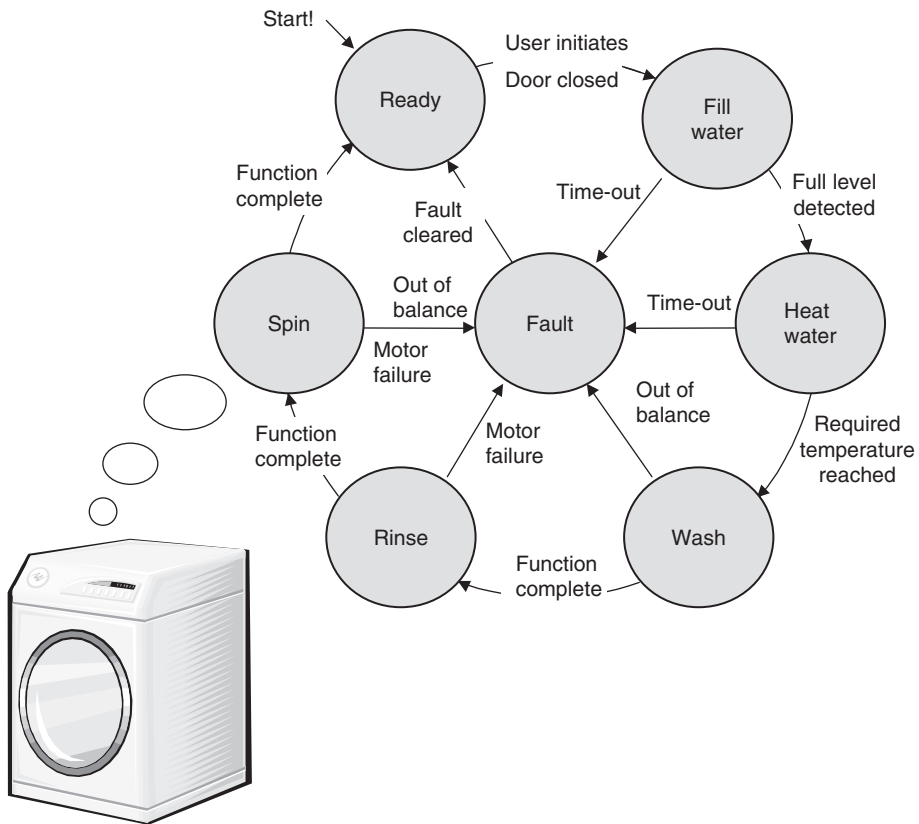 Start!
User initiates
Door closed
Ready
Fill
water
Function
complete
Time-out
Full level
detected
Fault
cleared
Out of
balance
Spin
Fault
Time-out
Heat
water
Motor
failure
Out of
balance
Function
complete
Motor
failure
Required
temperature
reached
Rinse
Wash
Function
complete